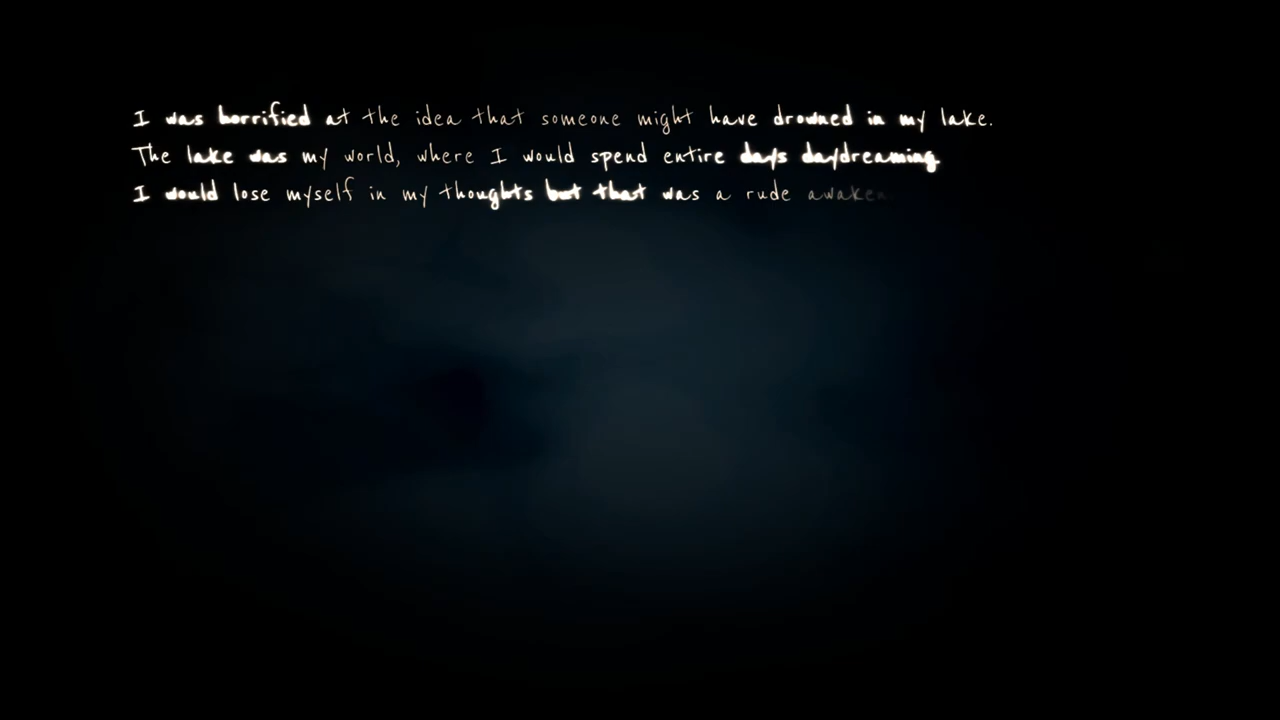 I was horrified at the idea that someone might have drowned in my lake.
The lake was my world, where I would spend entire days daydreaming
I would lose myself in my thoughts but that was a rude awaken